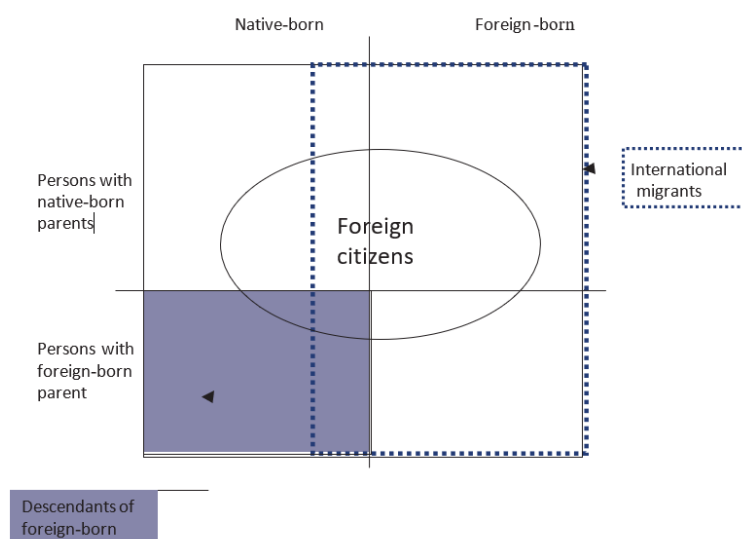 Native-born
Foreign-born
Persons with
native-born
parents
International
migrants
Foreign
citizens
Persons with
foreign-born
parent
Descendants of
foreign-born